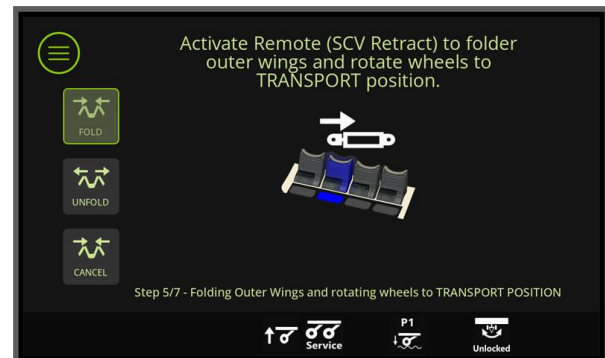 Activate Remote (SCV Retract) to folder
outer wings and rotate wheels to
TRANSPORT position.
FOLD
UNFOLD
CANCEL
Step 5/7 - Folding Outer Wings and rotating wheels to TRANSPORT POSITION
Service
P1
Unlocked